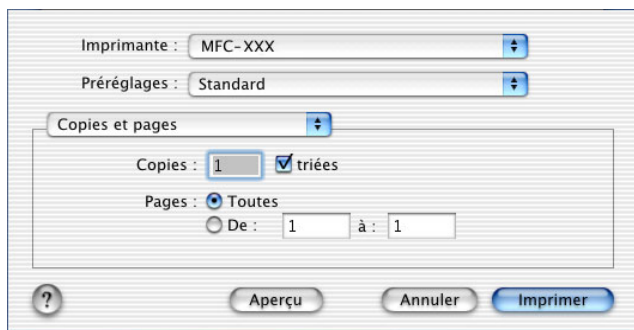 Imprimante : MFC-XXX
Préréglages : Standard
Copies et pages
Copies : 1 triées
Pages : Toutes
De : 1 à : 1
? Aperçu Annuler Imprimer